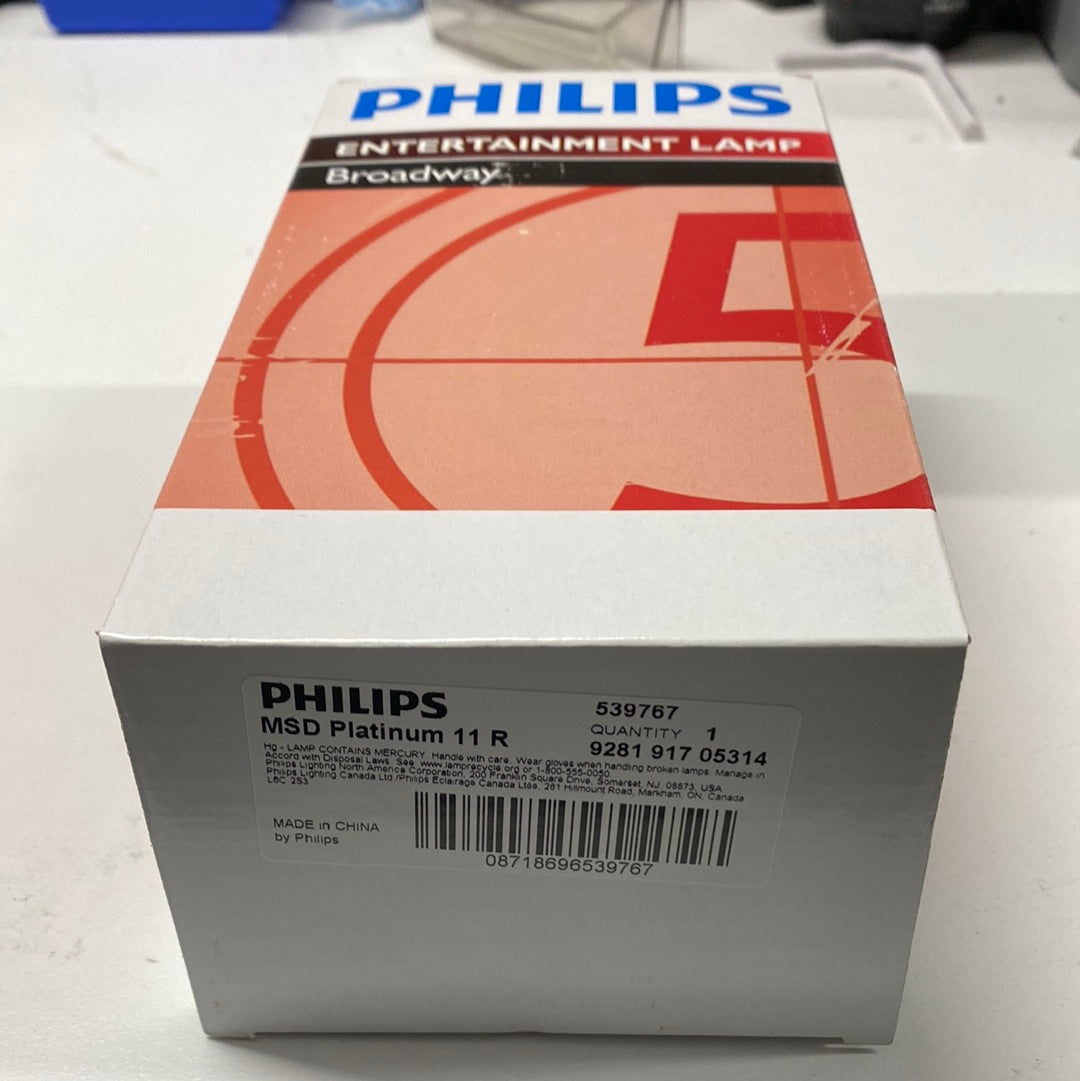 PHILIPS
ENTERTAINMENT LAMP
Broadway
5
PHILIPS
MSD Platinum 11 R
539767
QUANTITY 1
9281 917 05314
Hg - LAMP CONTAINS MERCURY. Handle with care. Wear gloves when handling broken lamps. Manage in
Accord with Disposal Laws. See. www.lamprecycle.org or 1-800-555-0050
Philips Lighting North America Corporation, 200 Franklin Square Drive, Somerset, NJ. 08873, USA
Philips Lighting Canada Ltd /Philips Eclairage Canada Ltée, 281 Hillmount Road, Markham, ON, Canada
L6C 2S3
MADE in CHINA
by Philips
08718696539767